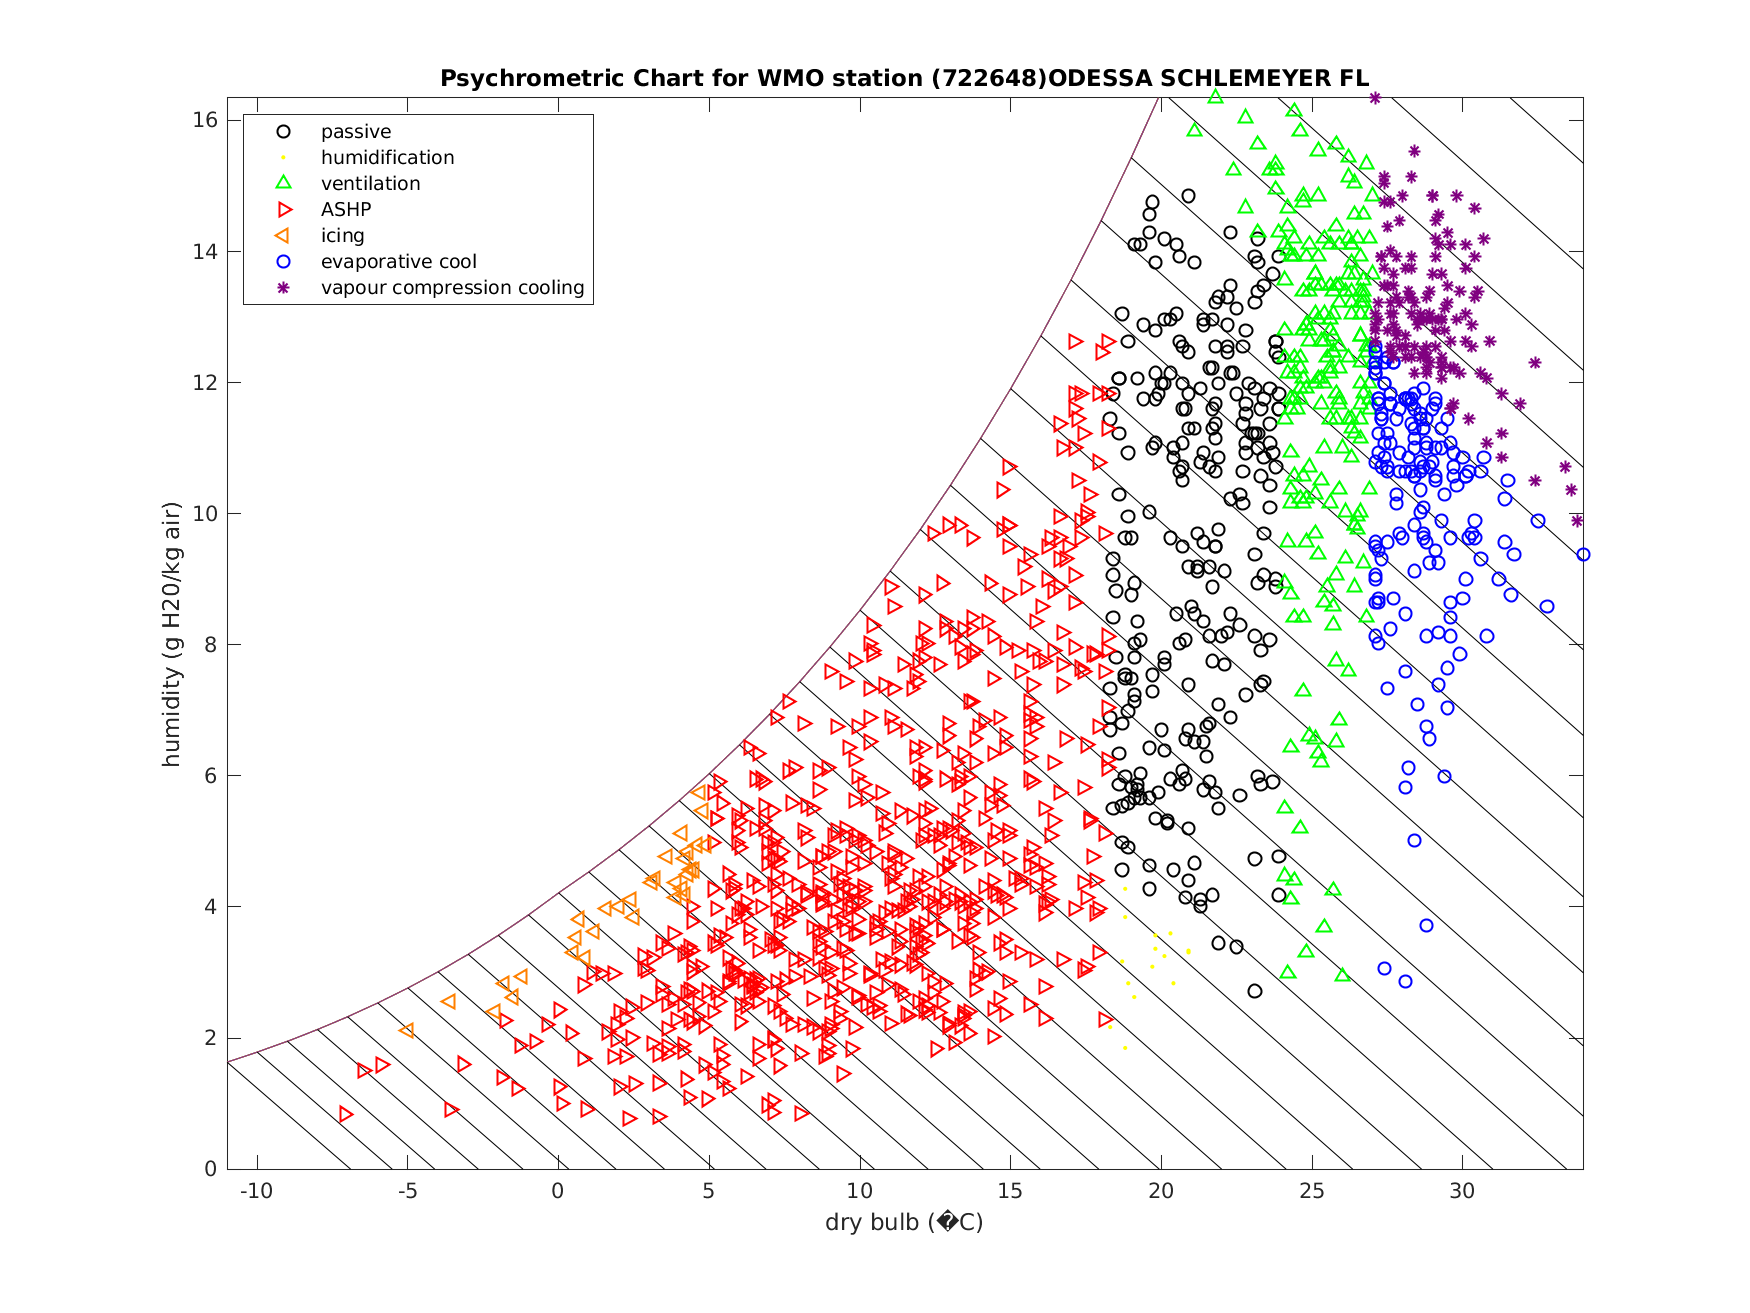 Psychrometric Chart for WMO station (722648)ODESSA SCHLEMEYER FL
passive
humidification
ventilation
ASHP
icing
evaporative cool
vapour compression cooling
humidity (g H20/kg air)
16
14
12
10
8
6
4
2
0
-10 -5 0 5 10 15 20 25 30
dry bulb (�C)